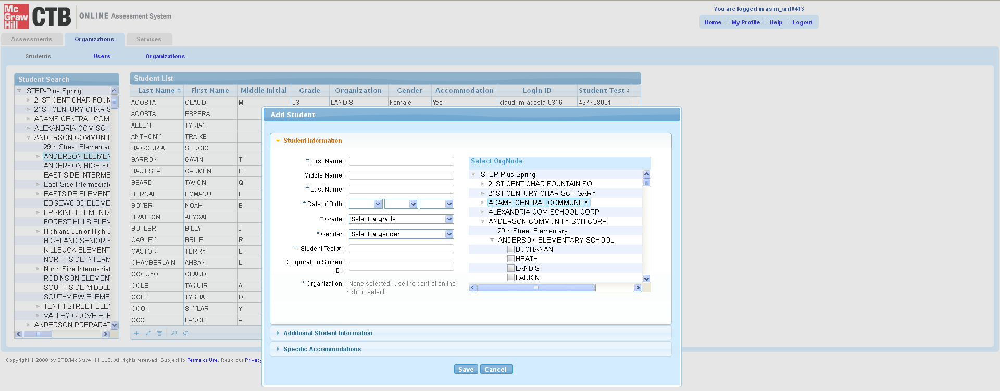 Mc
Graw
Hill
CTB
ONLINE Assessment System
You are logged in as in_arif0413
Home
My Profile
Help
Logout
Assessments
Organizations
Services
Students
Users
Organizations
Student Search
ISTEP-Plus Spring
21ST CENT CHAR FOUN
21ST CENTURY CHAR S
ADAMS CENTRAL COM
ALEXANDRIA COM SCH
ANDERSON COMMUNIT
29th Street Elementar
ANDERSON ELEMEN
ANDERSON HIGH SC
EAST SIDE INTERME
East Side Intermediate
EASTSIDE ELEMENT
EDGEWOOD ELEME
ERSKINE ELEMENTA
FOREST HILLS ELEM
Highland Junior High S
HIGHLAND SENIOR H
KILLBUCK ELEMENT
NORTH SIDE INTERM
North Side Intermediat
ROBINSON ELEMEN
SOUTH SIDE MIDDLE
SOUTHVIEW ELEME
TENTH STREET ELEI
VALLEY GROVE ELE
ANDERSON PREPARAT
Student List
Last Name First Name Middle Initial Grade Organization Gender Accommodation Login ID Student Test
ACOSTA CLAUDI M 03 LANDIS Female Yes claudi-m-acosta-0316 497708001
ACOSTA ESPERA
ALLEN TYRIAN
ANTHONY TRA KE
BAIGORRIA SERGIO
BARRON GAVIN T
BAUTISTA CARMEN B
BEARD TAVION Q
BERNAL EMMANU I
BOYER NOAH B
BRATTON ABYGAI
BUTLER BILLY J
CAGLEY BRILEI R
CASTOR TERRY L
CHAMBERLAIN AHSAN L
COCUYO CLAUDI
COLE TAQUIR A
COLE TYSHA D
COOK SKYLAR Y
COX LANCE A
Add Student
Student Information
* First Name:
Middle Name:
* Last Name:
* Date of Birth:
* Grade: Select a grade
* Gender: Select a gender
* Student Test # :
Corporation Student
ID :
* Organization: None selected. Use the control on the
right to select.
Select OrgNode
ISTEP-Plus Spring
21ST CENT CHAR FOUNTAIN SQ
21ST CENTURY CHAR SCH GARY
ADAMS CENTRAL COMMUNITY
ALEXANDRIA COM SCHOOL CORP
ANDERSON COMMUNITY SCH CORP
29th Street Elementary
ANDERSON ELEMENTARY SCHOOL
BUCHANAN
HEATH
LANDIS
LARKIN
Additional Student Information
Specific Accommodations
Save
Cancel
Copyright © 2008 by CTB/McGraw-Hill LLC. All rights reserved. Subject to Terms of Use. Read our Privacy